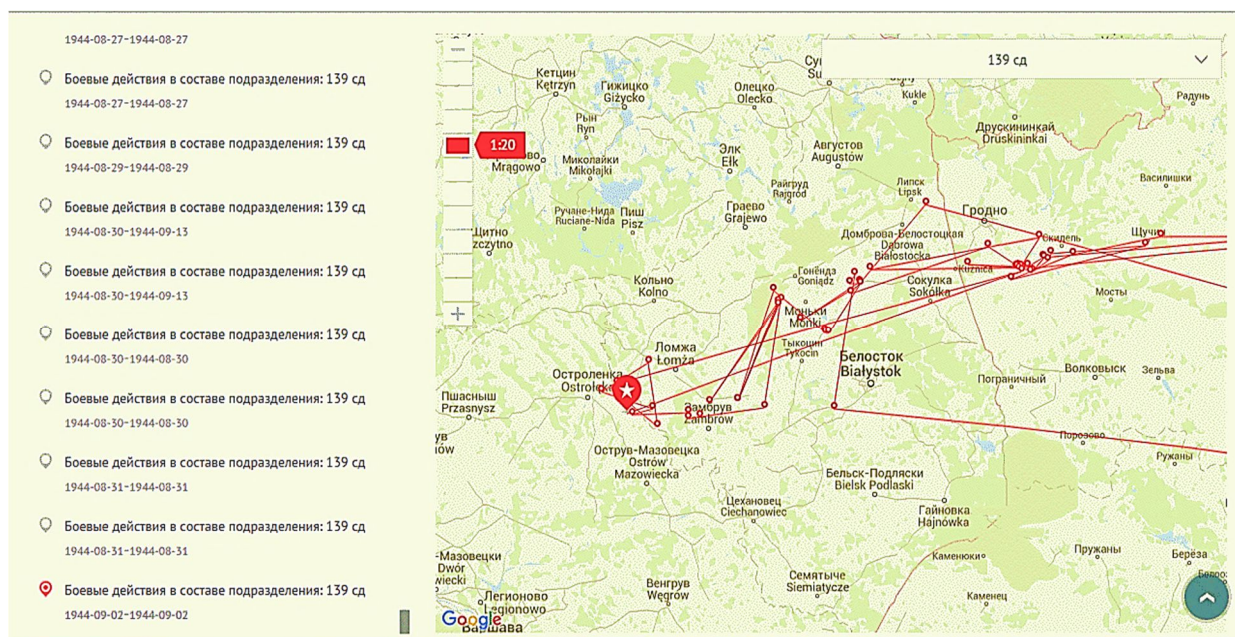 1944-08-27-1944-08-27
Боевые действия в составе подразделения: 139 сд
1944-08-27-1944-08-27
Боевые действия в составе подразделения: 139 сд
1944-08-29-1944-08-29
Боевые действия в составе подразделения: 139 сд
1944-08-30-1944-09-13
Боевые действия в составе подразделения: 139 сд
1944-08-30-1944-09-13
Боевые действия в составе подразделения: 139 сд
1944-08-30-1944-08-30
Боевые действия в составе подразделения: 139 сд
1944-08-30-1944-08-30
Боевые действия в составе подразделения: 139 сд
1944-08-31-1944-08-31
Боевые действия в составе подразделения: 139 сд
1944-08-31-1944-08-31
Боевые действия в составе подразделения: 139 сд
1944-09-02-1944-09-02
139 сд
1:20
Кентцин
Kętrzyn
Гижицко
Giżycko
Олецко
Olecko
Su
Kukle
Радунь
Рын
Ryn
Друскининкай
Druskininkai
Mrągowo
Миколайки
Mikołajki
Элк
Ełk
Августов
Augustów
Василишки
Райгруд
Rajgród
Липск
Lipsk
Ручане-Нида
Ruciane-Nida
Пиш
Pisz
Граево
Grajewo
Гродно
Щитно
zczytno
Домброва-Белостоцкая
Dąbrowa
Białostocka
Скидель
Щучин
Кольно
Kolno
Гонёндз
Goniądz
Kuźnica
Сокулка
Sokółka
Мосты
Моньки
Mońki
Ломжа
Łomża
Тыкоцин
Tykocin
Белосток
Białystok
Остроленка
Ostrołęka
Пограничный
Волковыск
Зельва
Пшасныш
Przasnysz
Замбрув
Zambrów
Порозово
Ружаны
Острув-Мазовецка
Ostrów
Mazowiecka
Бельск-Подляски
Bielsk Podlaski
Цехановец
Ciechanowiec
Гайновка
Hajnówka
-Мазовецки
Dwór
wiecki
Каменюки
Пружаны
Берёза
Венгрув
Węgrow
Семятыче
Siemiatycze
Каменец
Легионово
Legionowo
Варшава
Google